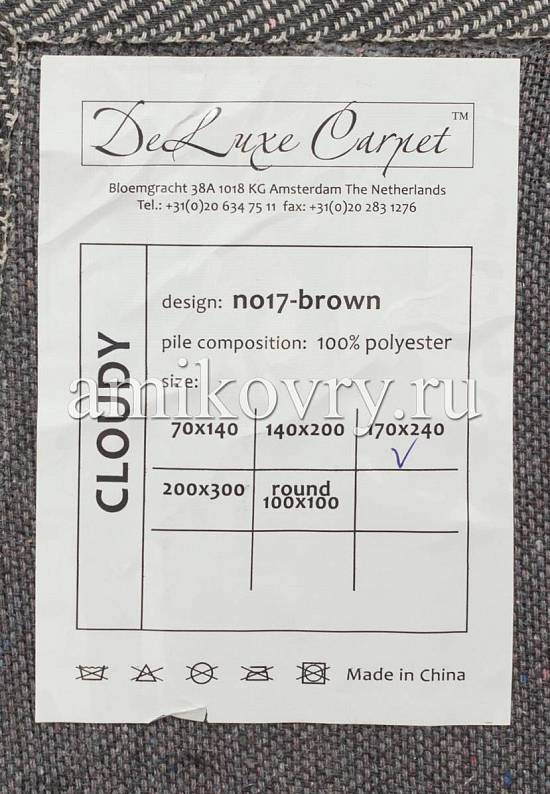 DeLuxe Carpet™
Bloemgracht 38A 1018 KG Amsterdam The Netherlands
Tel.: +31(0)20 634 75 11 fax: +31(0)20 283 1276
CLOUDY
design: no17-brown
pile composition: 100% polyester
size:
amikovry.ru
70x140 140x200 170x240
200x300 round
100x100
Made in China